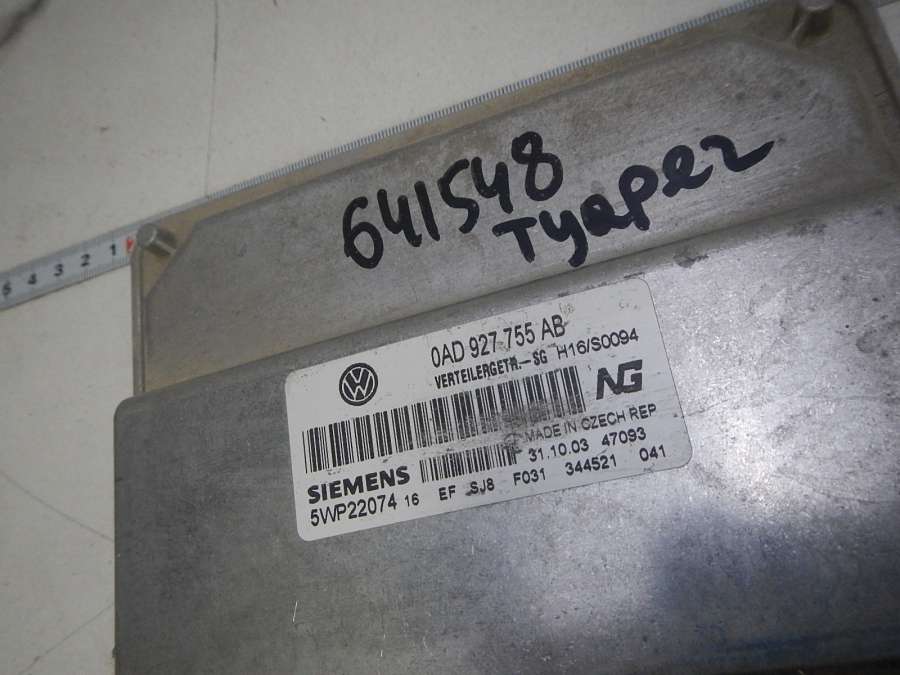 641548
Туарег
0AD 927 755 AB
VERTEILERGETR.-SG H16/S0094
NG
MADE IN CZECH REP
31.10.03 47093
SIEMENS
5WP22074 16 EF SJ8 F031 344521 041
5 4 3 2 1